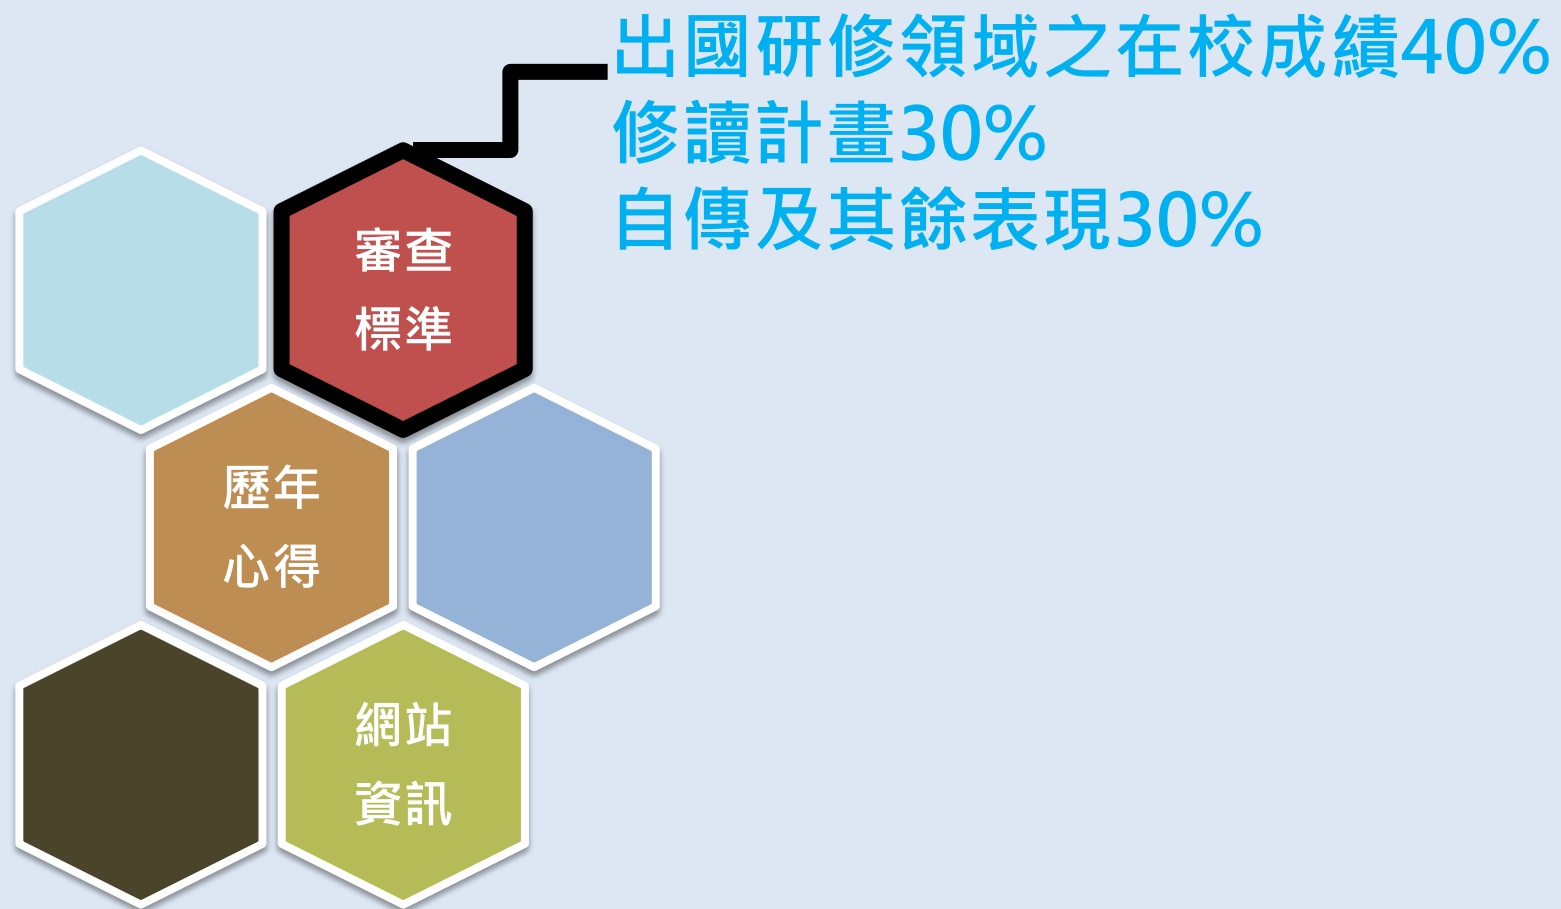 出國研修領域之在校成績40%
修讀計畫30%
自傳及其餘表現30%
審查
標準
歷年
心得
網站
資訊